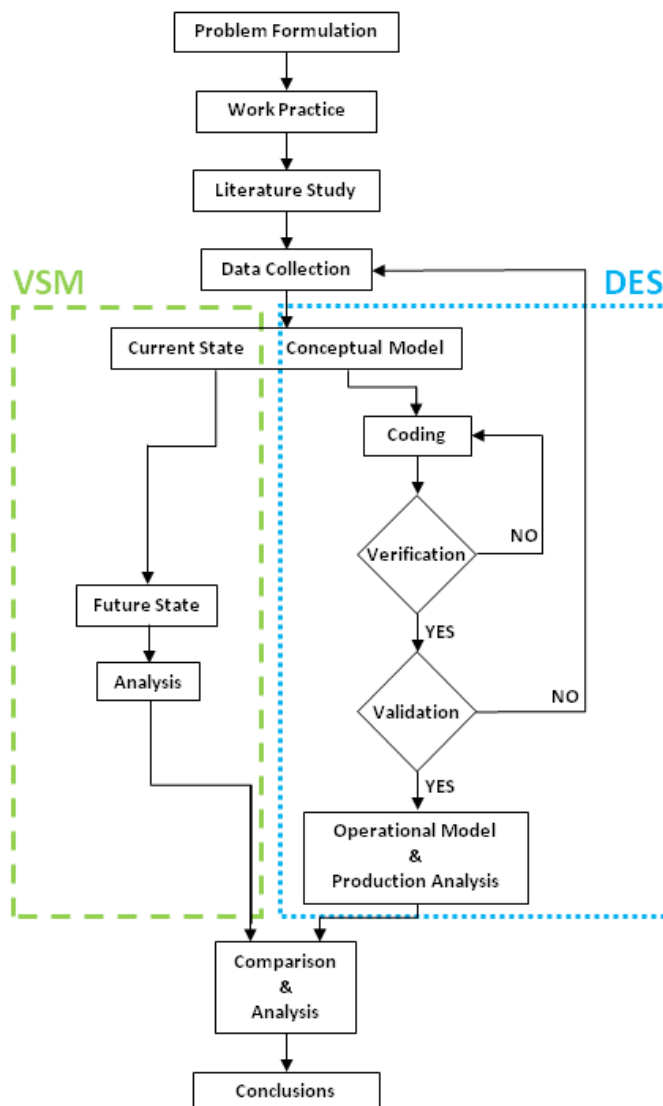 Problem Formulation
Work Practice
Literature Study
Data Collection
VSM
DES
Current State
Conceptual Model
Coding
NO
Verification
YES
Future State
Analysis
NO
Validation
YES
Operational Model
&
Production Analysis
Comparison
&
Analysis
Conclusions